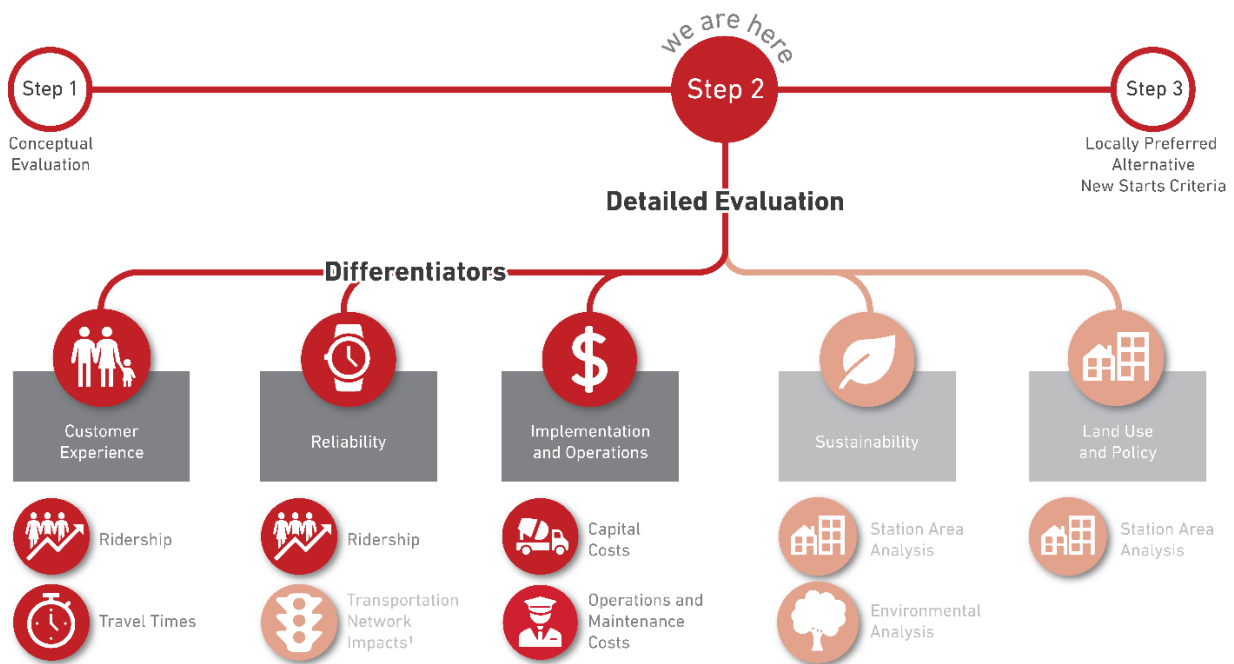 we are here
Step 1
Step 2
Step 3
Conceptual
Evaluation
Locally Preferred
Alternative
New Starts Criteria
Detailed Evaluation
Differentiators
$
Customer
Experience
Reliability
Implementation
and Operations
Sustainability
Land Use
and Policy
Ridership
Ridership
Capital
Costs
Station Area
Analysis
Station Area
Analysis
Travel Times
Transportation
Network
Impacts¹
Operations and
Maintenance
Costs
Environmental
Analysis